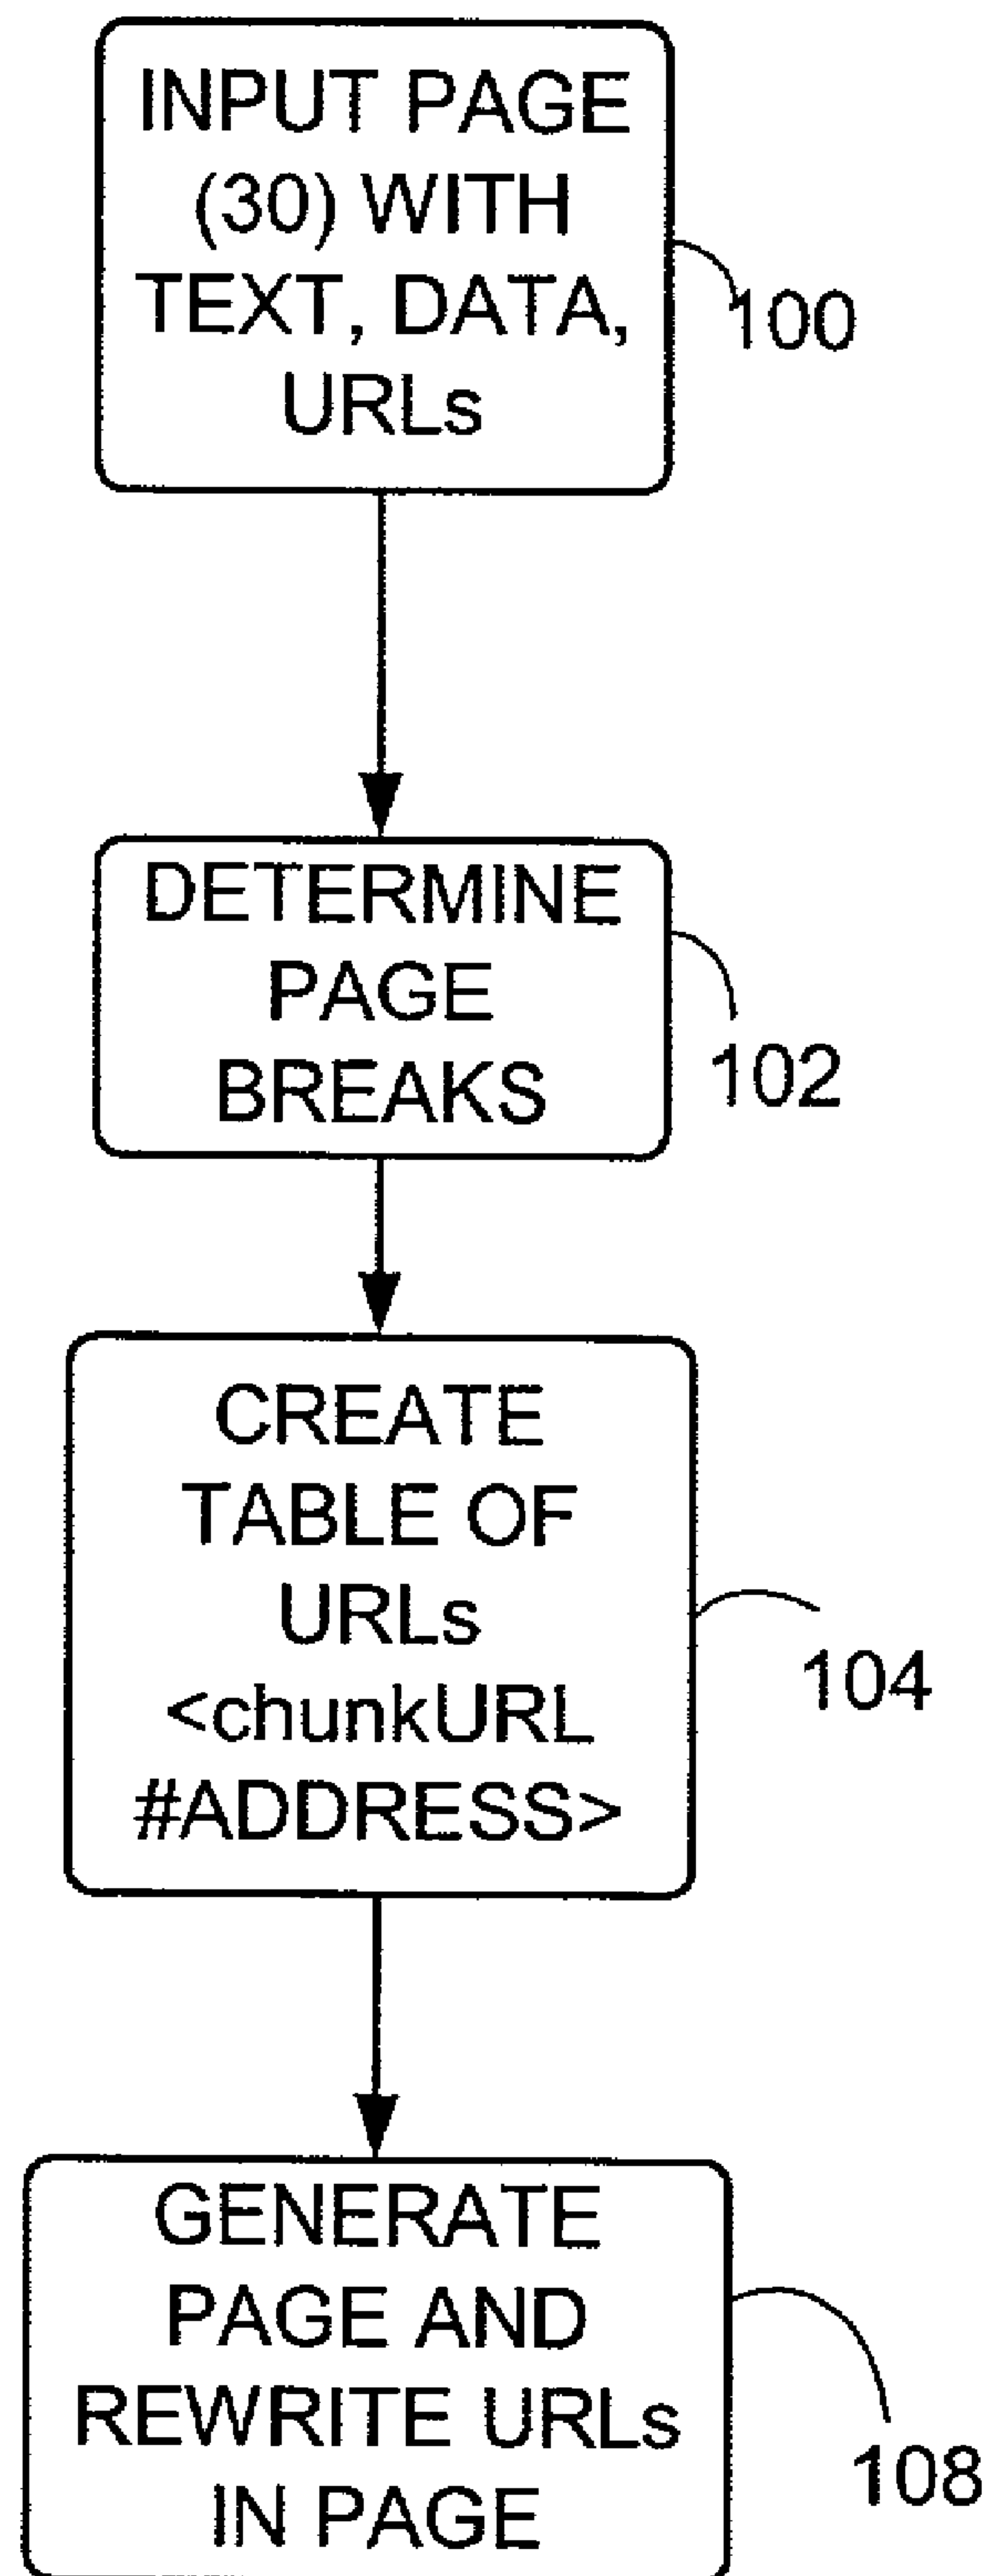 INPUT PAGE
(30) WITH
TEXT, DATA,
URLs
100
DETERMINE
PAGE
BREAKS
102
CREATE
TABLE OF
URLs
<chunkURL
#ADDRESS>
104
GENERATE
PAGE AND
REWRITE URLs
IN PAGE
108